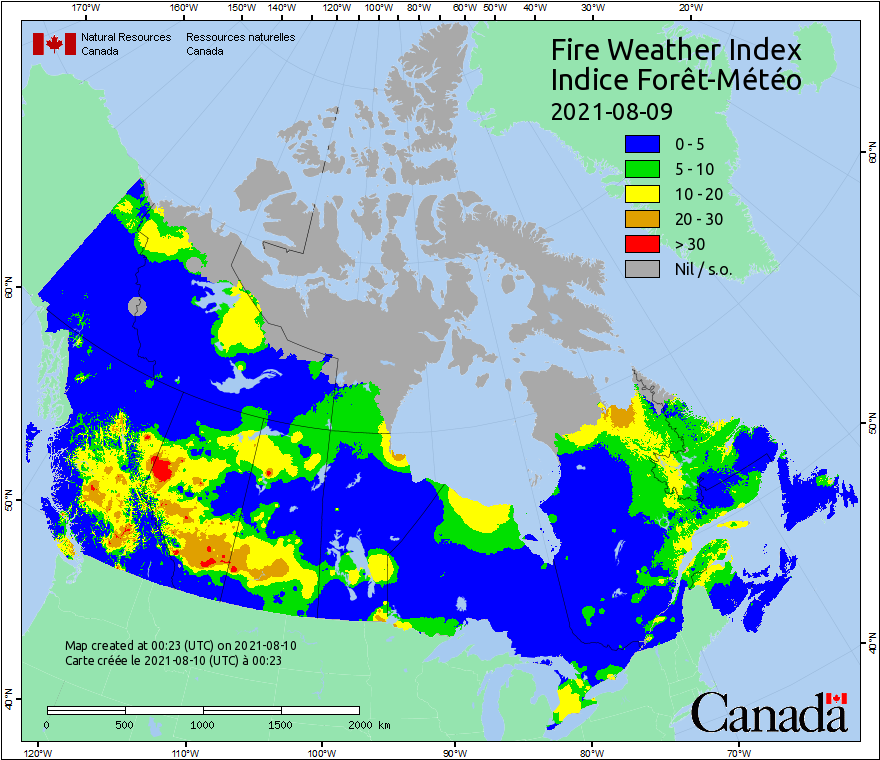 170°W 160°W 150°W 140°W 130°W 120°W 110°W 100°W 90°W 80°W 70°W 60°W 50°W 40°W 30°W 20°W
Natural Resources Canada
Ressources naturelles Canada
Fire Weather Index
Indice Forêt-Météo
2021-08-09
0 - 5
5 - 10
10 - 20
20 - 30
> 30
Nil / s.o.
60°N
60°N
50°N
50°N
40°N
40°N
Map created at 00:23 (UTC) on 2021-08-10
Carte créée le 2021-08-10 (UTC) à 00:23
0 500 1000 1500 2000 km
Canada
120°W 110°W 100°W 90°W 80°W 70°W